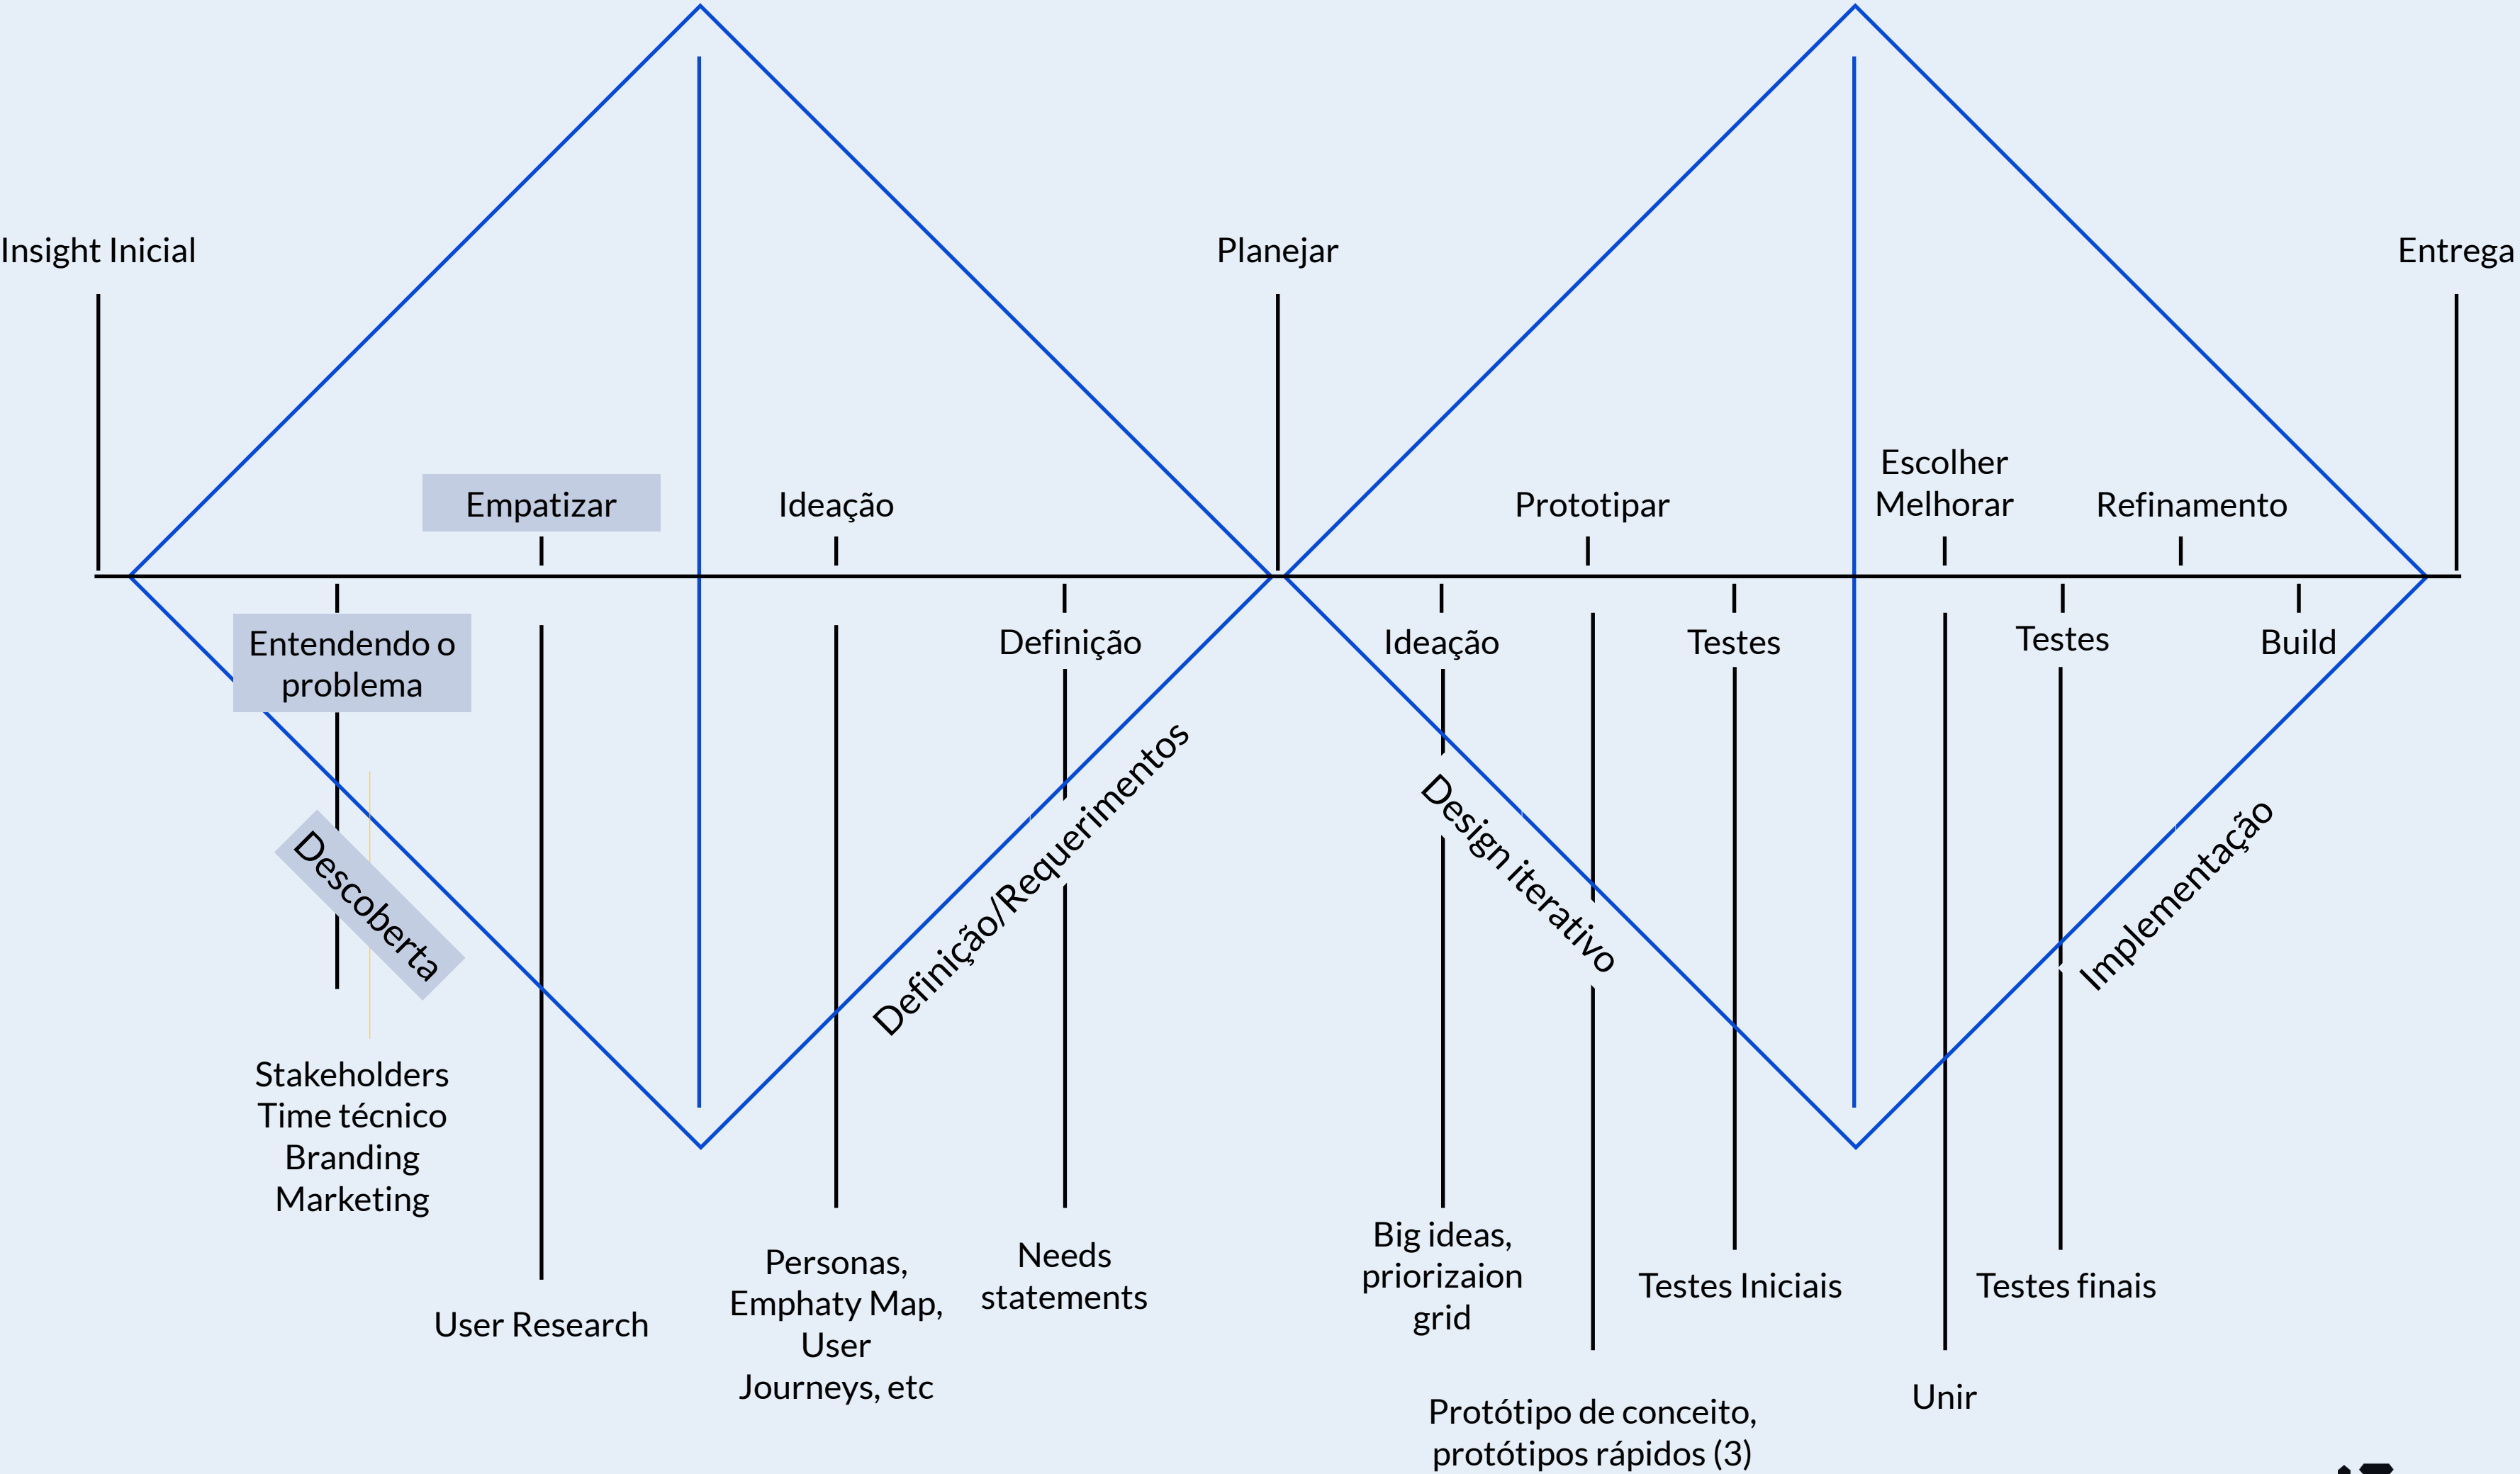 Insight Inicial
Planejar
Entrega
Empatizar
Ideação
Prototipar
Escolher
Melhorar
Refinamento
Entendendo o
problema
Definição
Ideação
Testes
Testes
Build
Descoberta
Definição/Requerimentos
Design iterativo
Implementação
Stakeholders
Time técnico
Branding
Marketing
User Research
Personas,
Emphaty Map,
User
Journeys, etc
Needs
statements
Big ideas,
priorizaion
grid
Protótipo de conceito,
protótipos rápidos (3)
Testes Iniciais
Unir
Testes finais